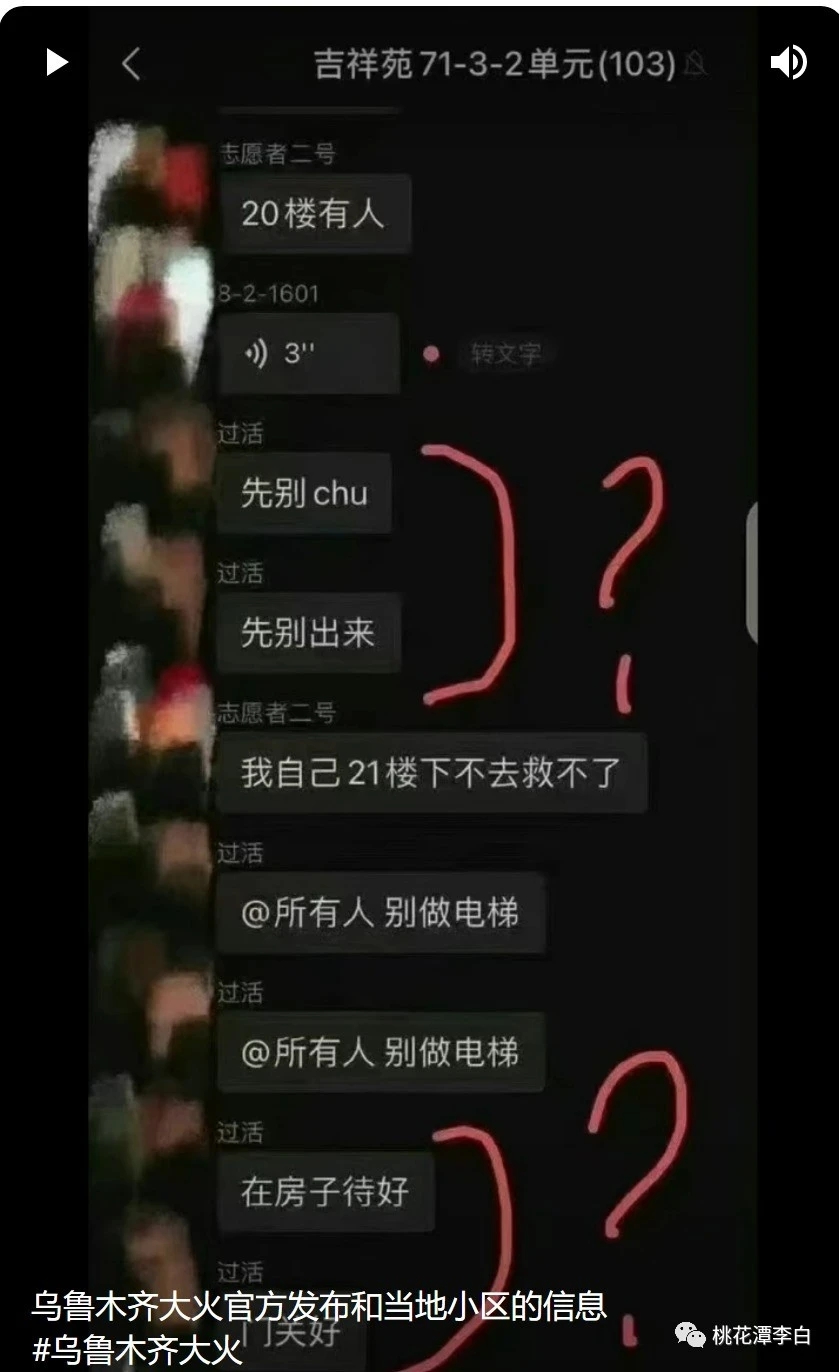 吉祥苑71-3-2单元(103)
志愿者二号
20楼有人
8-2-1601
3''
转文字
过活
先别chu
过活
先别出来
?
志愿者二号
我自己21楼下不去救不了
过活
@所有人 别做电梯
过活
@所有人 别做电梯
过活
在房子待好
?
过活
门关好
乌鲁木齐大火官方发布和当地小区的信息
#乌鲁木齐大火
桃花潭李白